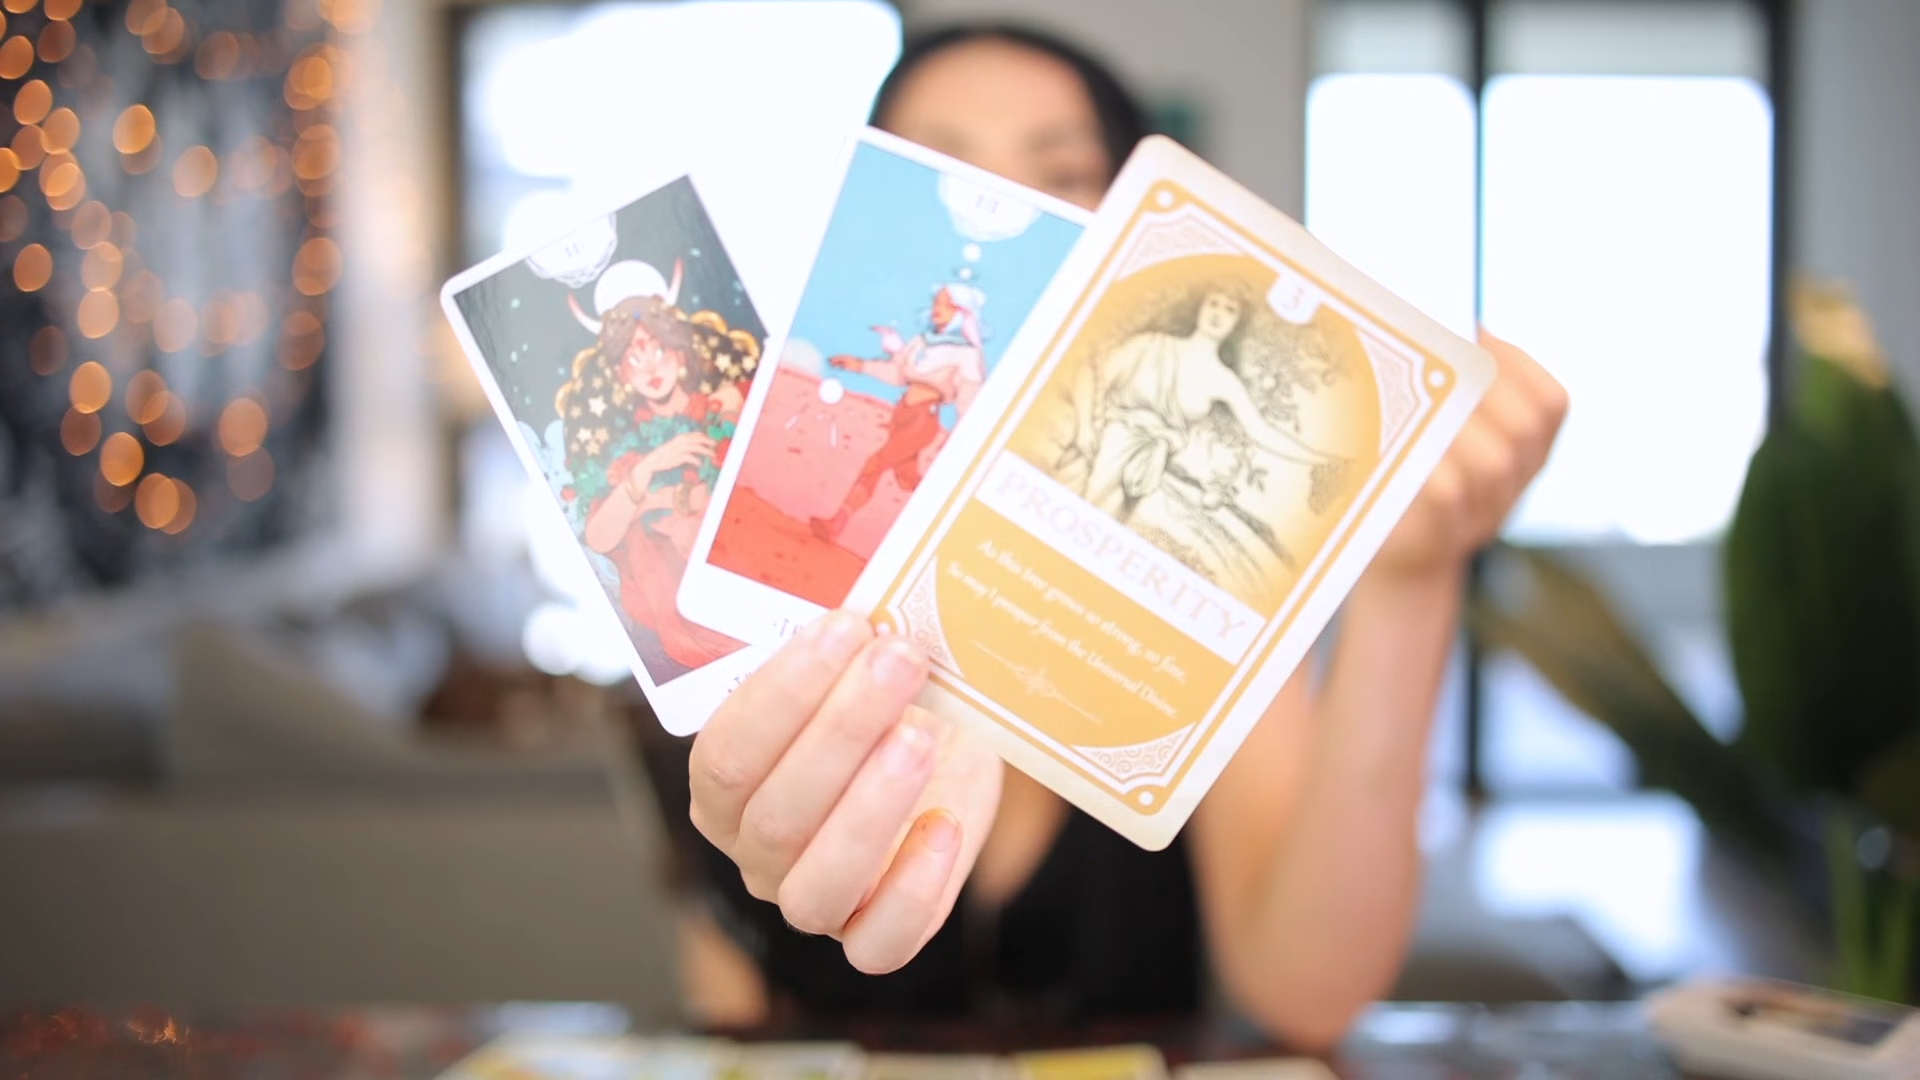 3
PROSPERITY
As this tree grows so strong, so fine,
So may I prosper from the Universal Divine.